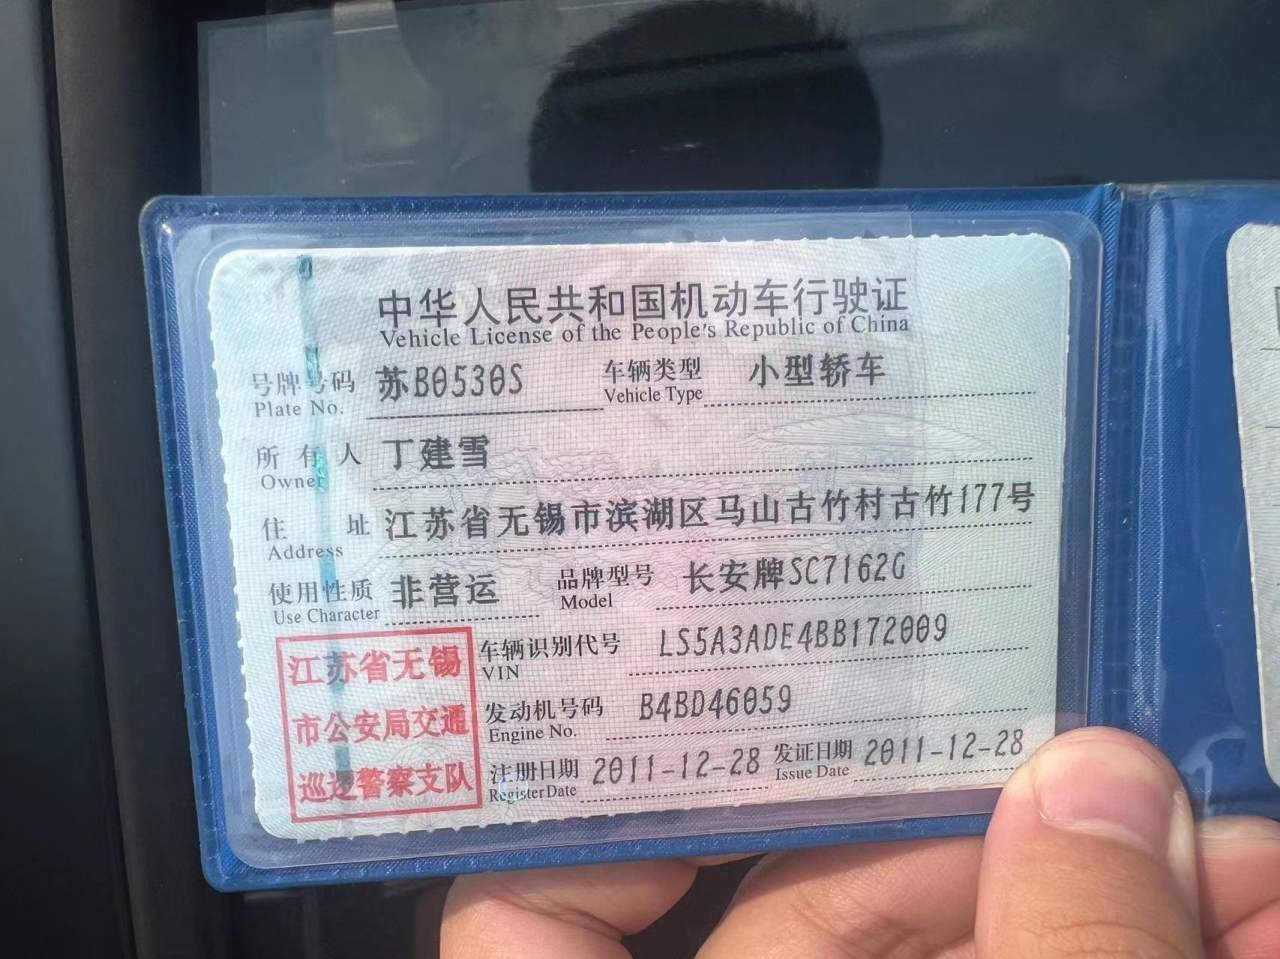 中华人民共和国机动车行驶证
Vehicle License of the People's Republic of China
号牌号码 苏B0530S 车辆类型 小型轿车
Plate No. Vehicle Type
所有人 丁建雪
Owner
住址 江苏省无锡市滨湖区马山古竹村古竹177号
Address
使用性质 非营运 品牌型号 长安牌SC7162G
Use Character Model
江苏省无锡
市公安局交通
巡逻警察支队
车辆识别代号 LS5A3ADE4BB172009
VIN
发动机号码 B4BD46059
Engine No.
注册日期 2011-12-28 发证日期 2011-12-28
Register Date Issue Date